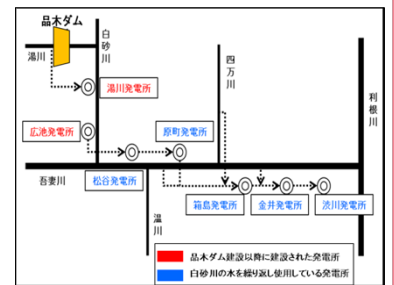 品木ダム
白砂川
湯川
湯川発電所
四万川
利根川
広池発電所
原町発電所
吾妻川
松谷発電所
温川
箱島発電所
金井発電所
渋川発電所
品木ダム建設以降に建設された発電所
白砂川の水を繰り返し使用している発電所